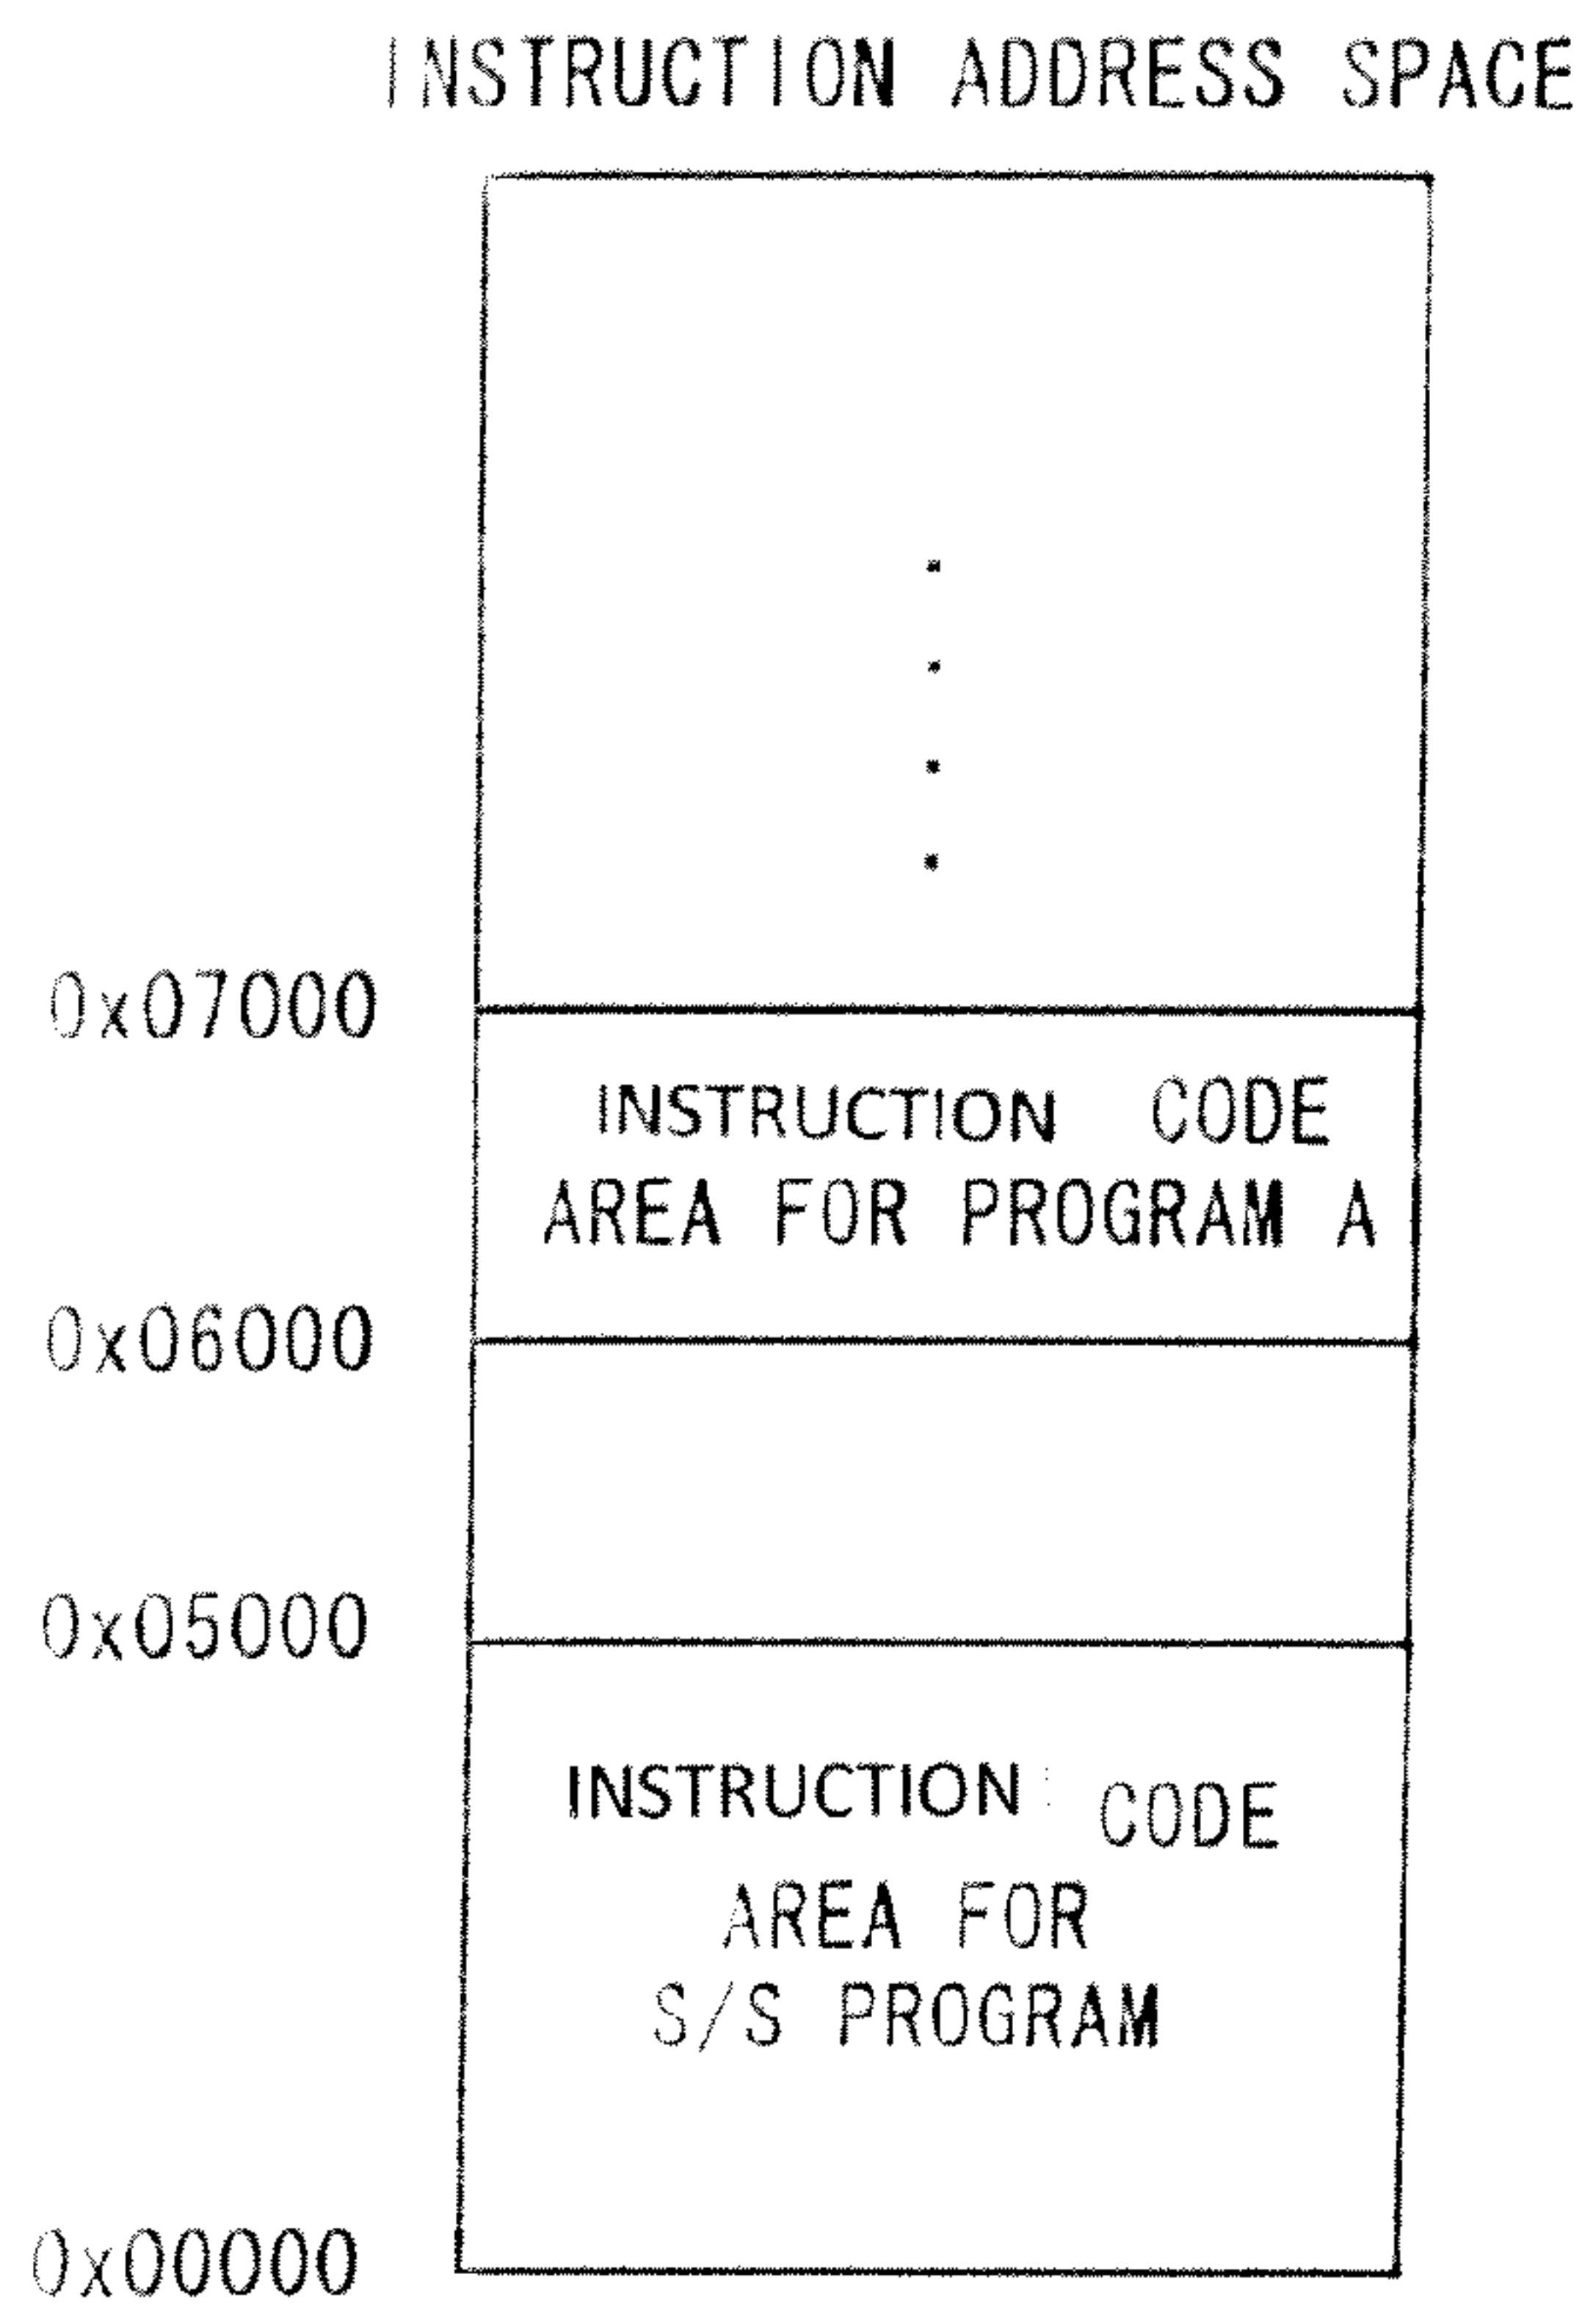 INSTRUCTION ADDRESS SPACE
0x07000
INSTRUCTION CODE
AREA FOR PROGRAM A
0x06000
0x05000
INSTRUCTION CODE
AREA FOR
S/S PROGRAM
0x00000